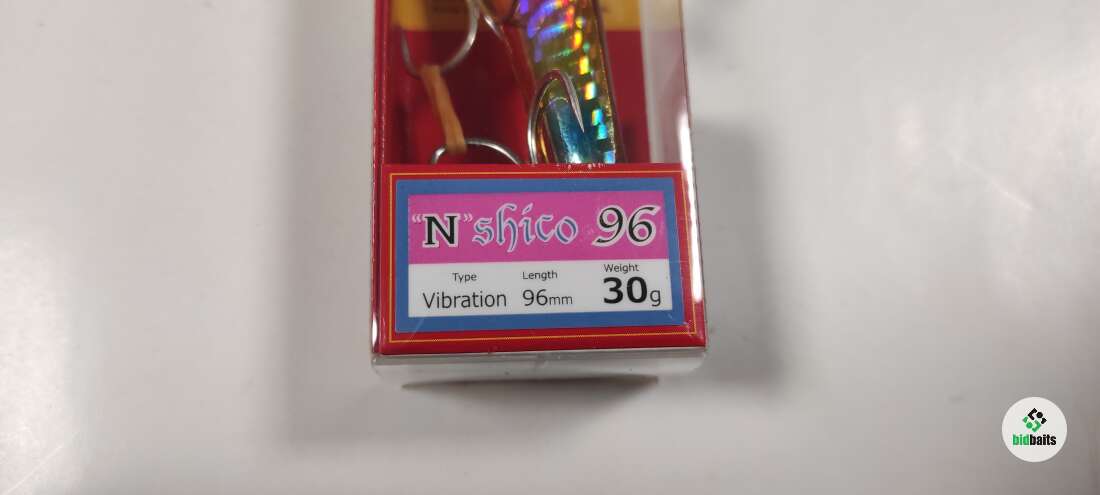 "N" shico 96
Type Length Weight
Vibration 96mm 30g
bidbaits